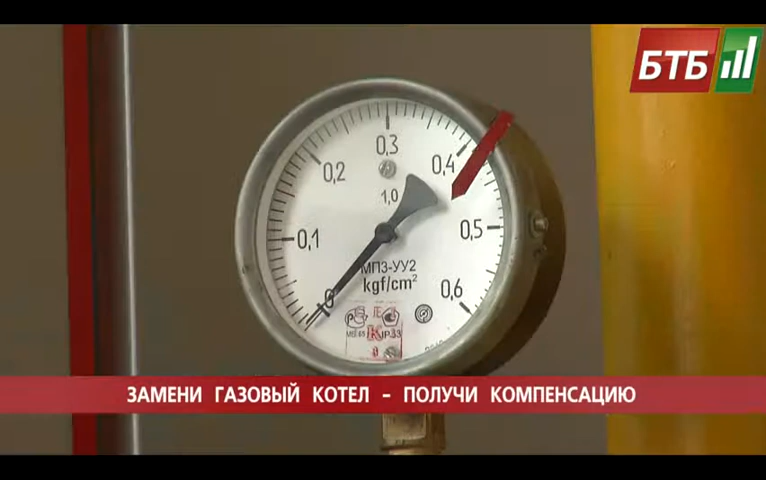 БТБ
0,3
0,2
0,4
1,0
0,1
0,5
МПЗ-УУ2
kgf/cm²
0
0,6
ЗАМЕНИ ГАЗОВЫЙ КОТЕЛ - ПОЛУЧИ КОМПЕНСАЦИЮ